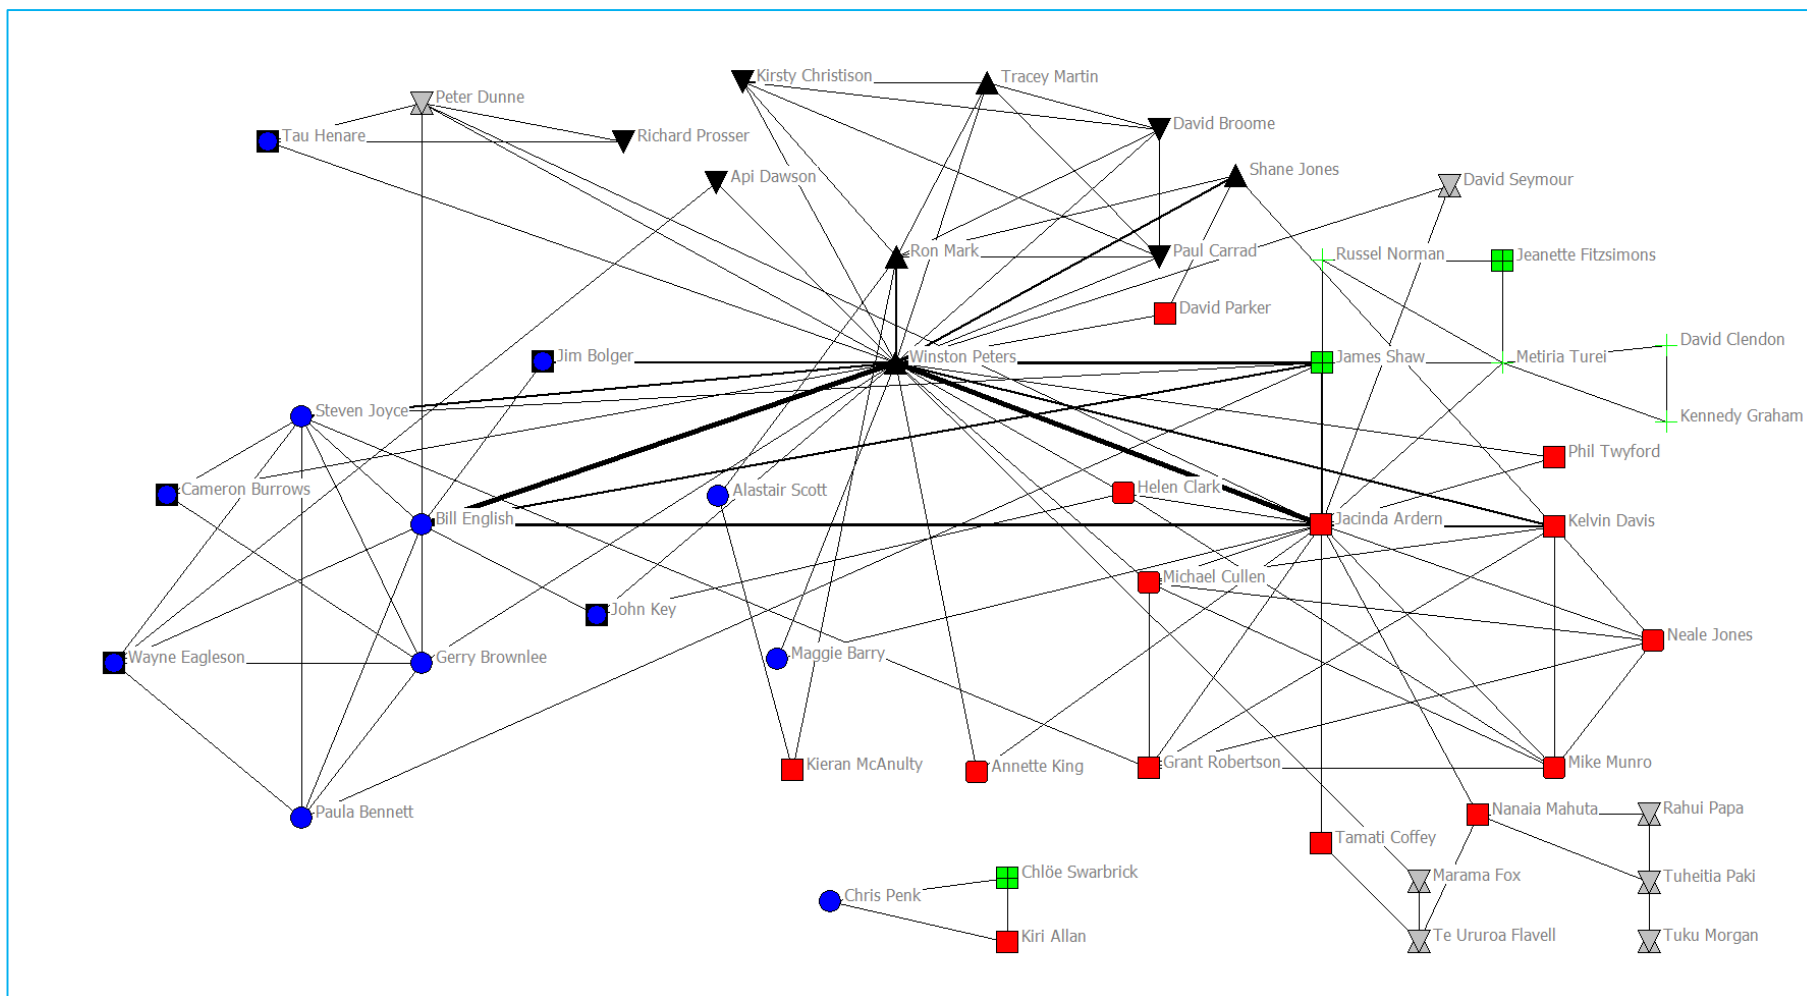 Kirsty Christison
Tracey Martin
Peter Dunne
David Broome
Tau Henare
Richard Prosser
Api Dawson
Shane Jones
David Seymour
Ron Mark
Paul Carrad
Russel Norman
Jeanette Fitzsimons
David Parker
David Clendon
Jim Bolger
Winston Peters
James Shaw
Metiria Turei
Steven Joyce
Kennedy Graham
Phil Twyford
Cameron Burrows
Alastair Scott
Helen Clark
Bill English
Jacinda Ardern
Kelvin Davis
Michael Cullen
John Key
Neale Jones
Wayne Eagleson
Gerry Brownlee
Maggie Barry
Kieran McAnulty
Annette King
Grant Robertson
Mike Munro
Paula Bennett
Nanaia Mahuta
Rahui Papa
Tamati Coffey
Chlöe Swarbrick
Marama Fox
Tuheitia Paki
Chris Penk
Kiri Allan
Te Ururoa Flavell
Tuku Morgan